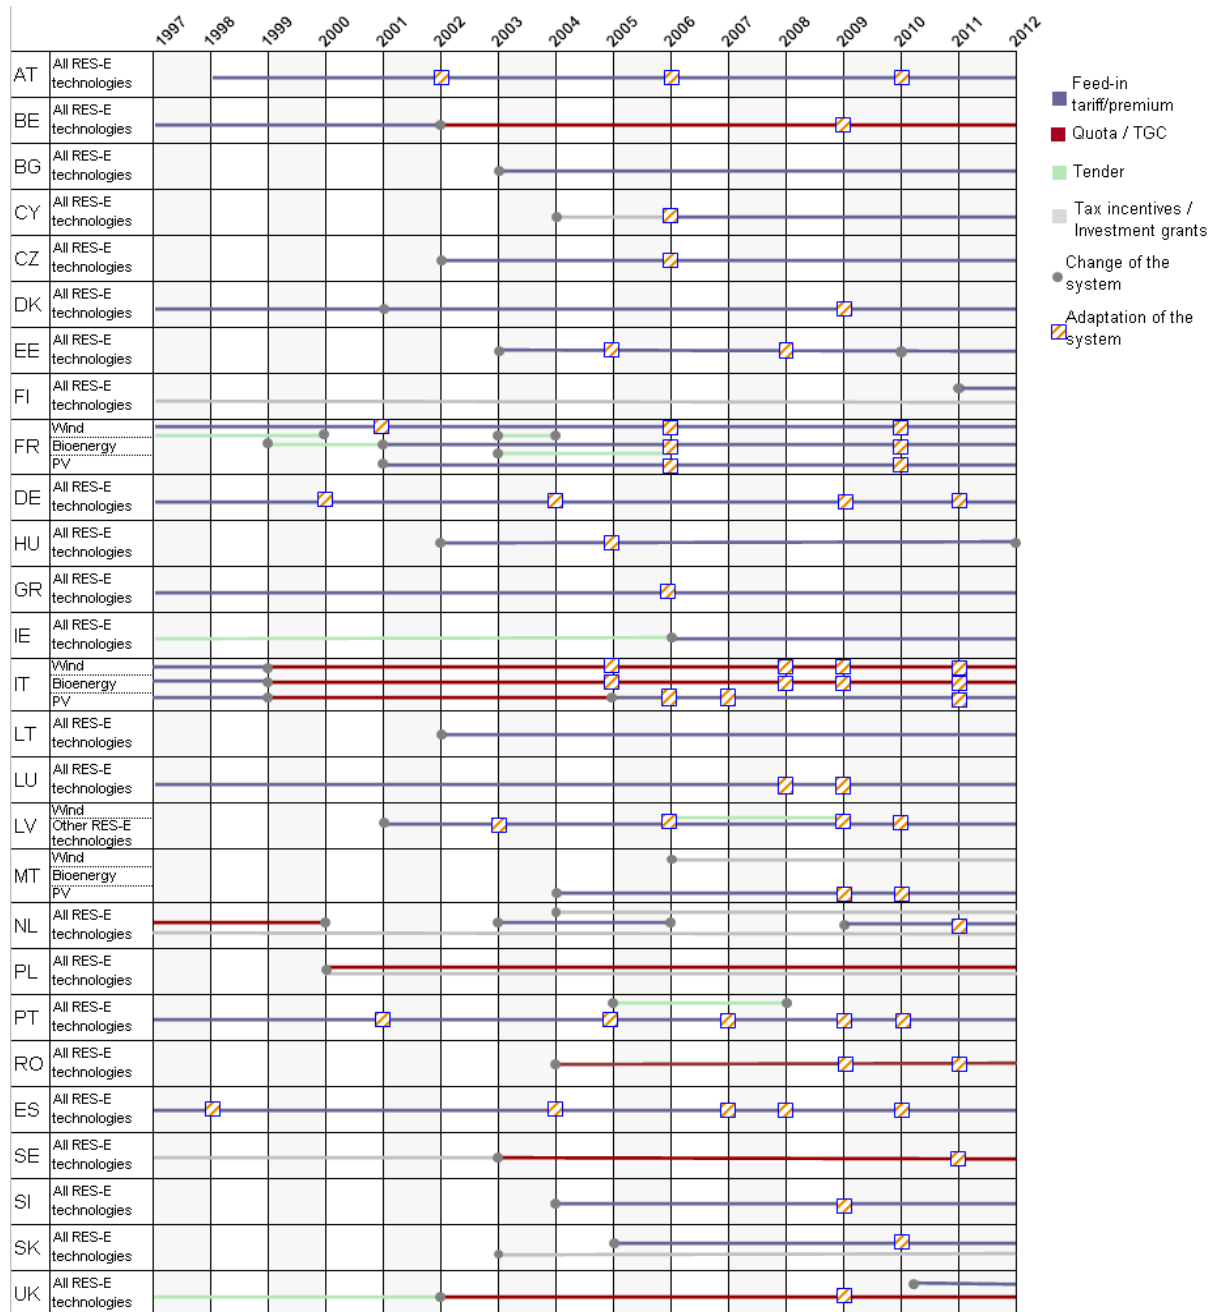 1997 1998 1999 2000 2001 2002 2003 2004 2005 2006 2007 2008 2009 2010 2011 2012
AT All RES-E
technologies
BE All RES-E
technologies
BG All RES-E
technologies
CY All RES-E
technologies
CZ All RES-E
technologies
DK All RES-E
technologies
EE All RES-E
technologies
FI All RES-E
technologies
Wind
FR Bioenergy
PV
DE All RES-E
technologies
HU All RES-E
technologies
GR All RES-E
technologies
IE All RES-E
technologies
Wind
IT Bioenergy
PV
LT All RES-E
technologies
LU All RES-E
technologies
Wind
LV Other RES-E
technologies
Wind
MT Bioenergy
PV
NL All RES-E
technologies
PL All RES-E
technologies
PT All RES-E
technologies
RO All RES-E
technologies
ES All RES-E
technologies
SE All RES-E
technologies
SI All RES-E
technologies
SK All RES-E
technologies
UK All RES-E
technologies
Feed-in
tariff/premium
Quota / TGC
Tender
Tax incentives /
Investment grants
Change of the
system
Adaptation of the
system